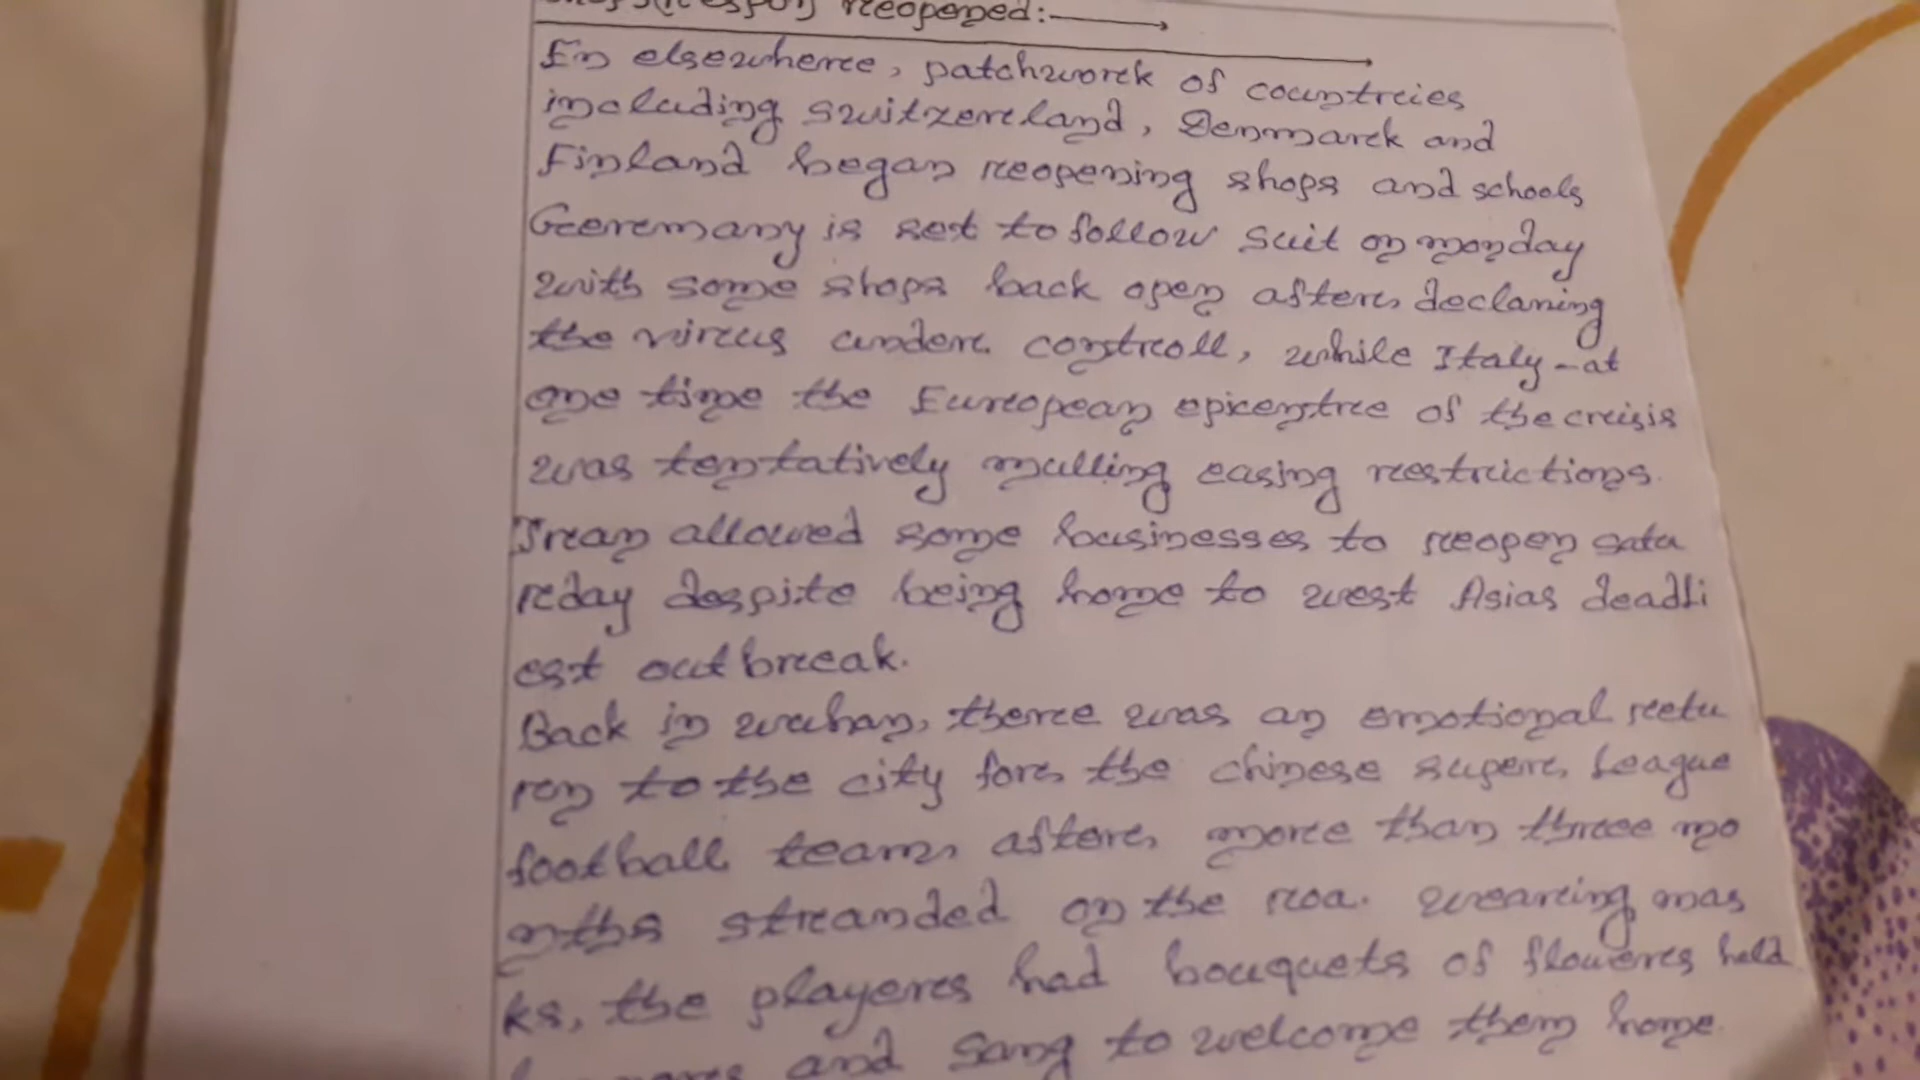 Reopened:
In elsewhere, patchwork of countries
including Switzerland, Denmark and
Finland began reopening shops and schools
Germany is set to follow suit on monday
with some shops back open after declaring
the virus under controll, while Italy - at
one time the European epicentre of the crisis
was tentatively mulling easing restrictions.
Iran allowed some businesses to reopen satu
rday despite being home to west Asias deadli
est outbreak.
Back in wuhan, there was an emotional retu
rn to the city for the chinese super League
football team, after more than three mo
nths stranded on the roa. wearing mas
ks, the players had bouquets of flowers
and sang to welcome them home.